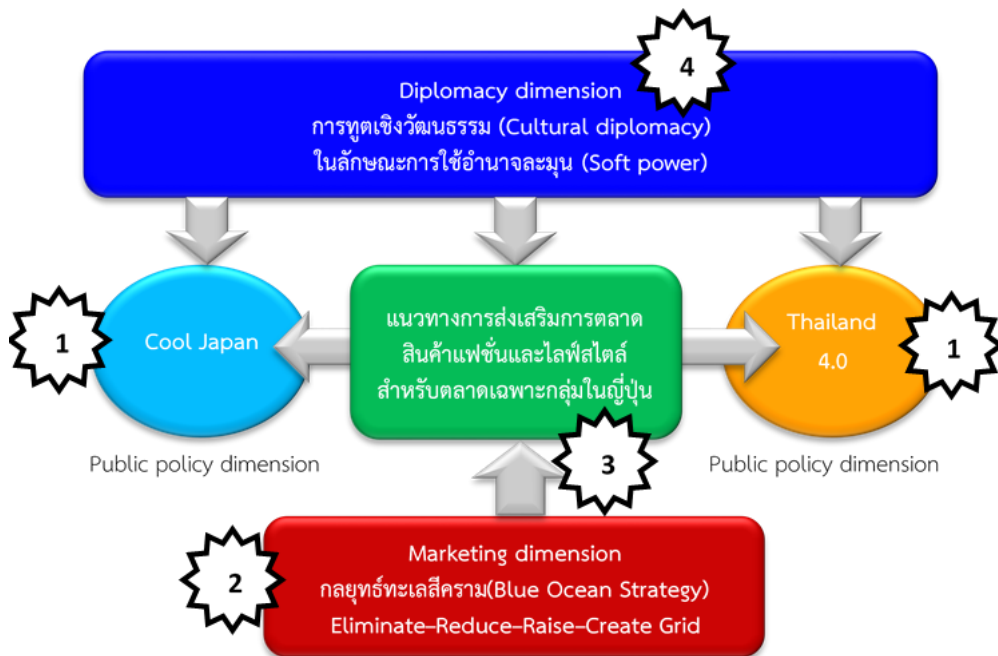 4
Diplomacy dimension
การทูตเชิงวัฒนธรรม (Cultural diplomacy)
ในลักษณะการใช้อำนาจละมุน (Soft power)
1
Cool Japan
Public policy dimension
แนวทางการส่งเสริมการตลาด
สินค้าแฟชั่นและไลฟ์สไตล์
สำหรับตลาดเฉพาะกลุ่มในญี่ปุ่น
Thailand
4.0
1
Public policy dimension
3
2
Marketing dimension
กลยุทธ์ทะเลสีคราม(Blue Ocean Strategy)
Eliminate–Reduce–Raise–Create Grid